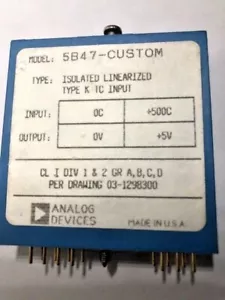 MODEL: 5B47-CUSTOM
TYPE: ISOLATED LINEARIZED
TYPE K TC INPUT
INPUT: 0C +500C
OUTPUT: 0V +5V
CL I DIV 1 & 2 GR A,B,C,D
PER DRAWING 03-1298300
ANALOG
DEVICES
MADE IN U.S.A.